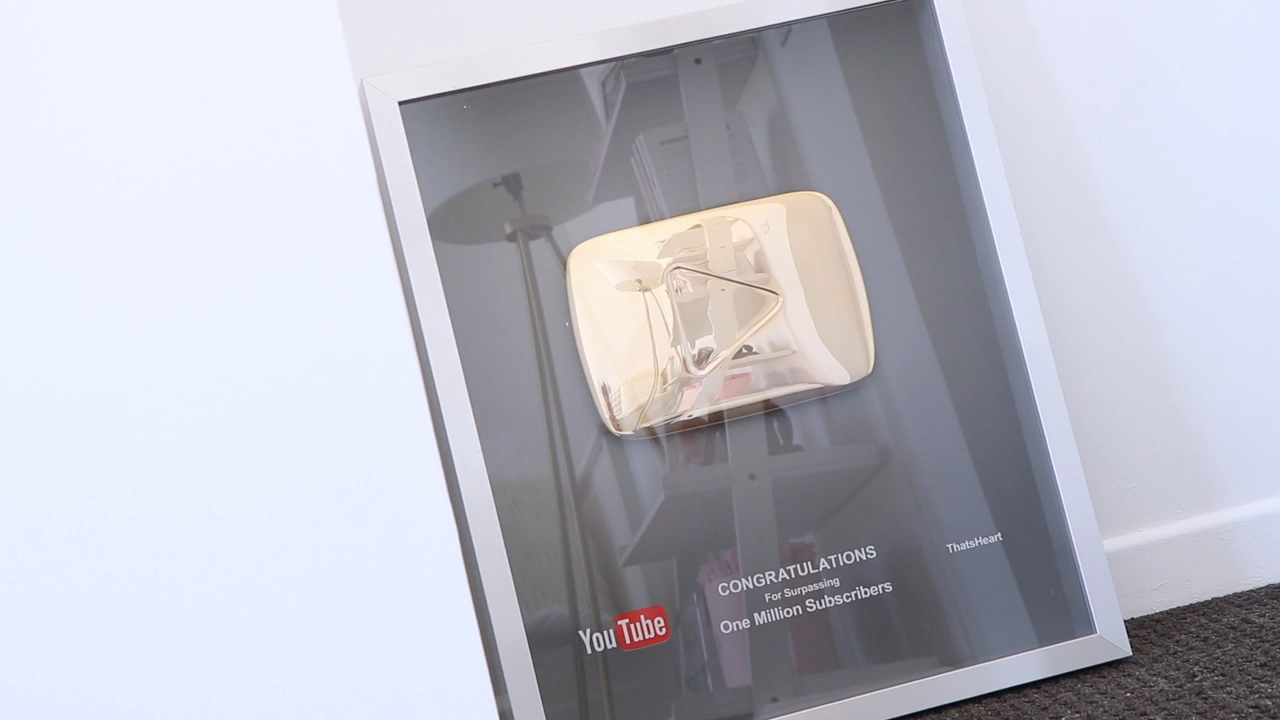 CONGRATULATIONS
For Surpassing
One Million Subscribers
ThatsHeart
YouTube